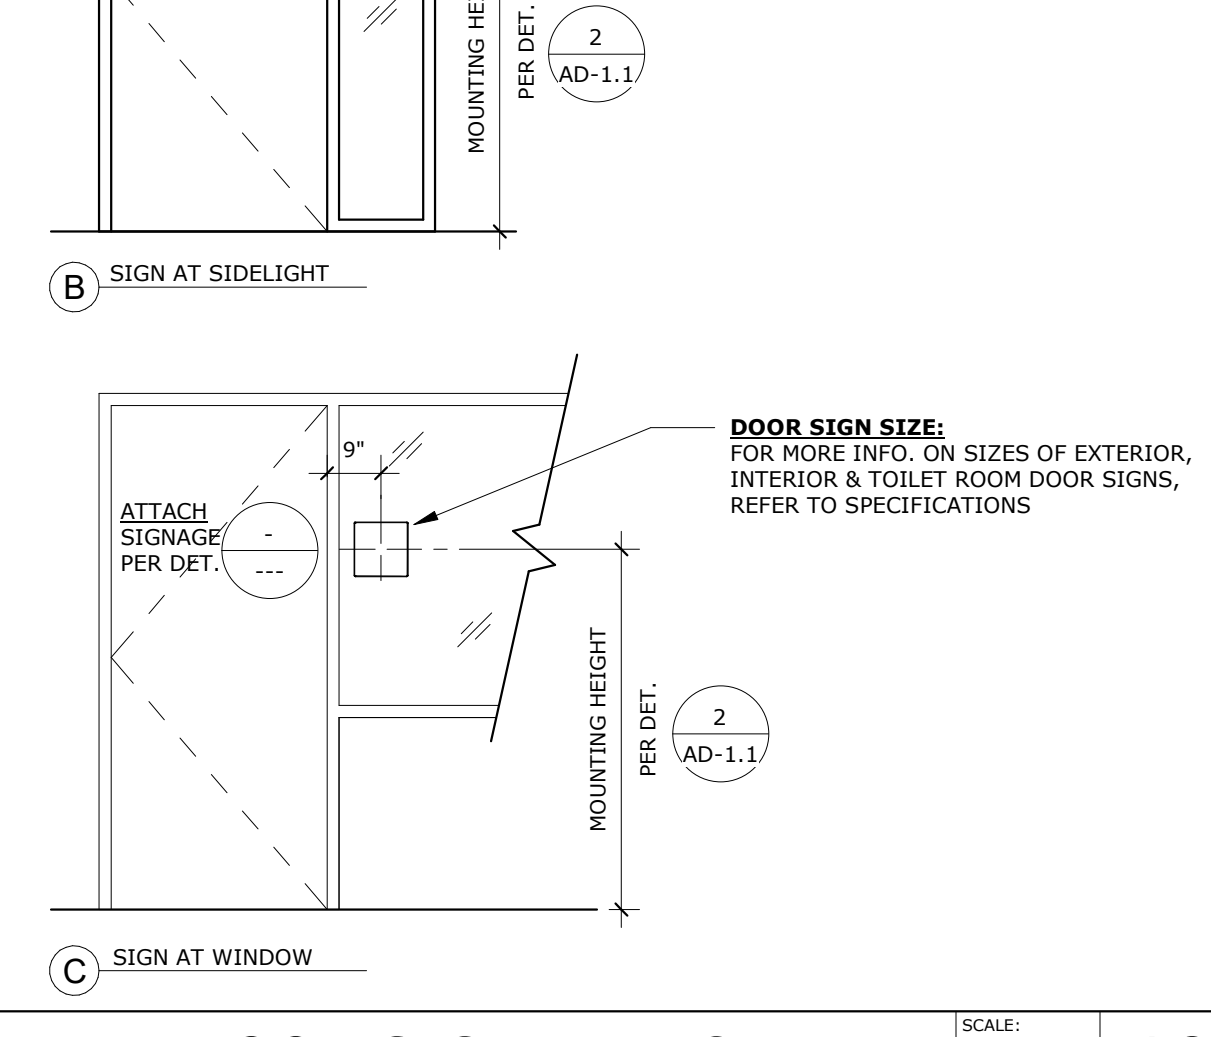 MOUNTING HEI
PER DET.
2
AD-1.1
B
SIGN AT SIDELIGHT
9"
DOOR SIGN SIZE:
FOR MORE INFO. ON SIZES OF EXTERIOR,
INTERIOR & TOILET ROOM DOOR SIGNS,
REFER TO SPECIFICATIONS
ATTACH
SIGNAGE
PER DET.
-
---
MOUNTING HEIGHT
PER DET.
2
AD-1.1
C
SIGN AT WINDOW
SCALE: